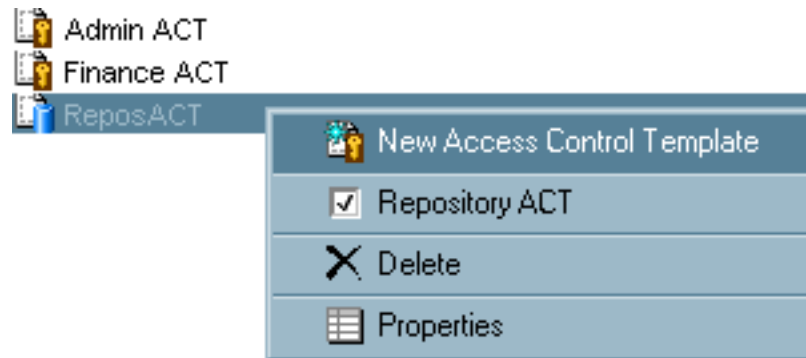 Admin ACT
Finance ACT
ReposACT
New Access Control Template
Repository ACT
Delete
Properties